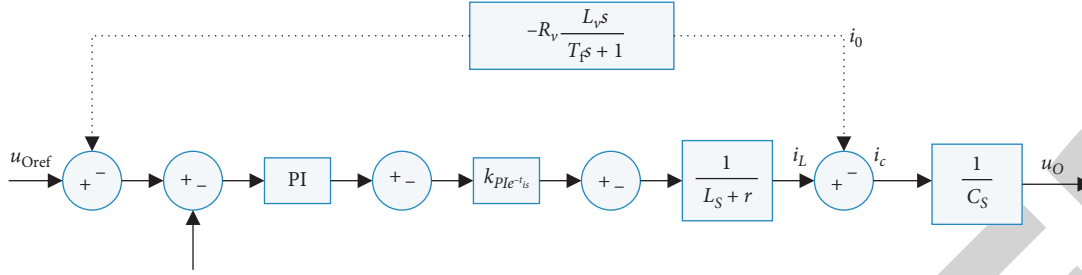 -R_v L_v s / (T_f s + 1)
i_0
u_Oref
+ -
+ -
PI
+ -
k_PIe^-t_is
+ -
1 / (L_S + r)
i_L
+ -
i_c
1 / C_S
u_O